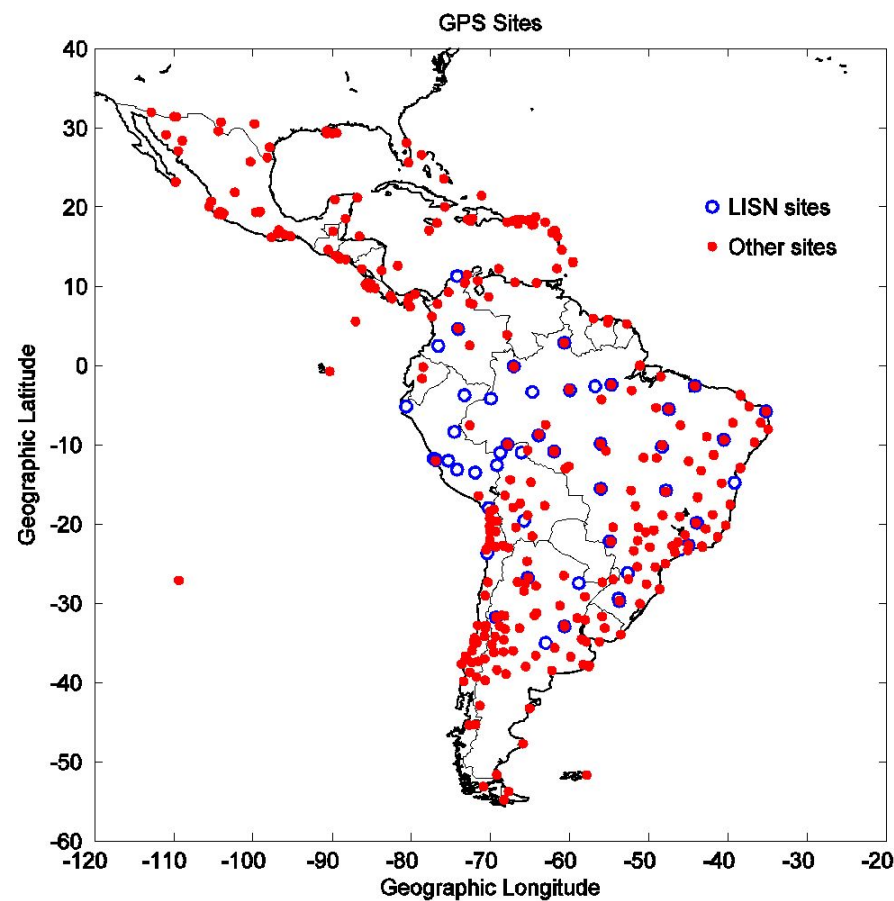 GPS Sites
40
30
20
10
0
-10
-20
-30
-40
-50
-60
Geographic Latitude
LISN sites
Other sites
-120 -110 -100 -90 -80 -70 -60 -50 -40 -30 -20
Geographic Longitude